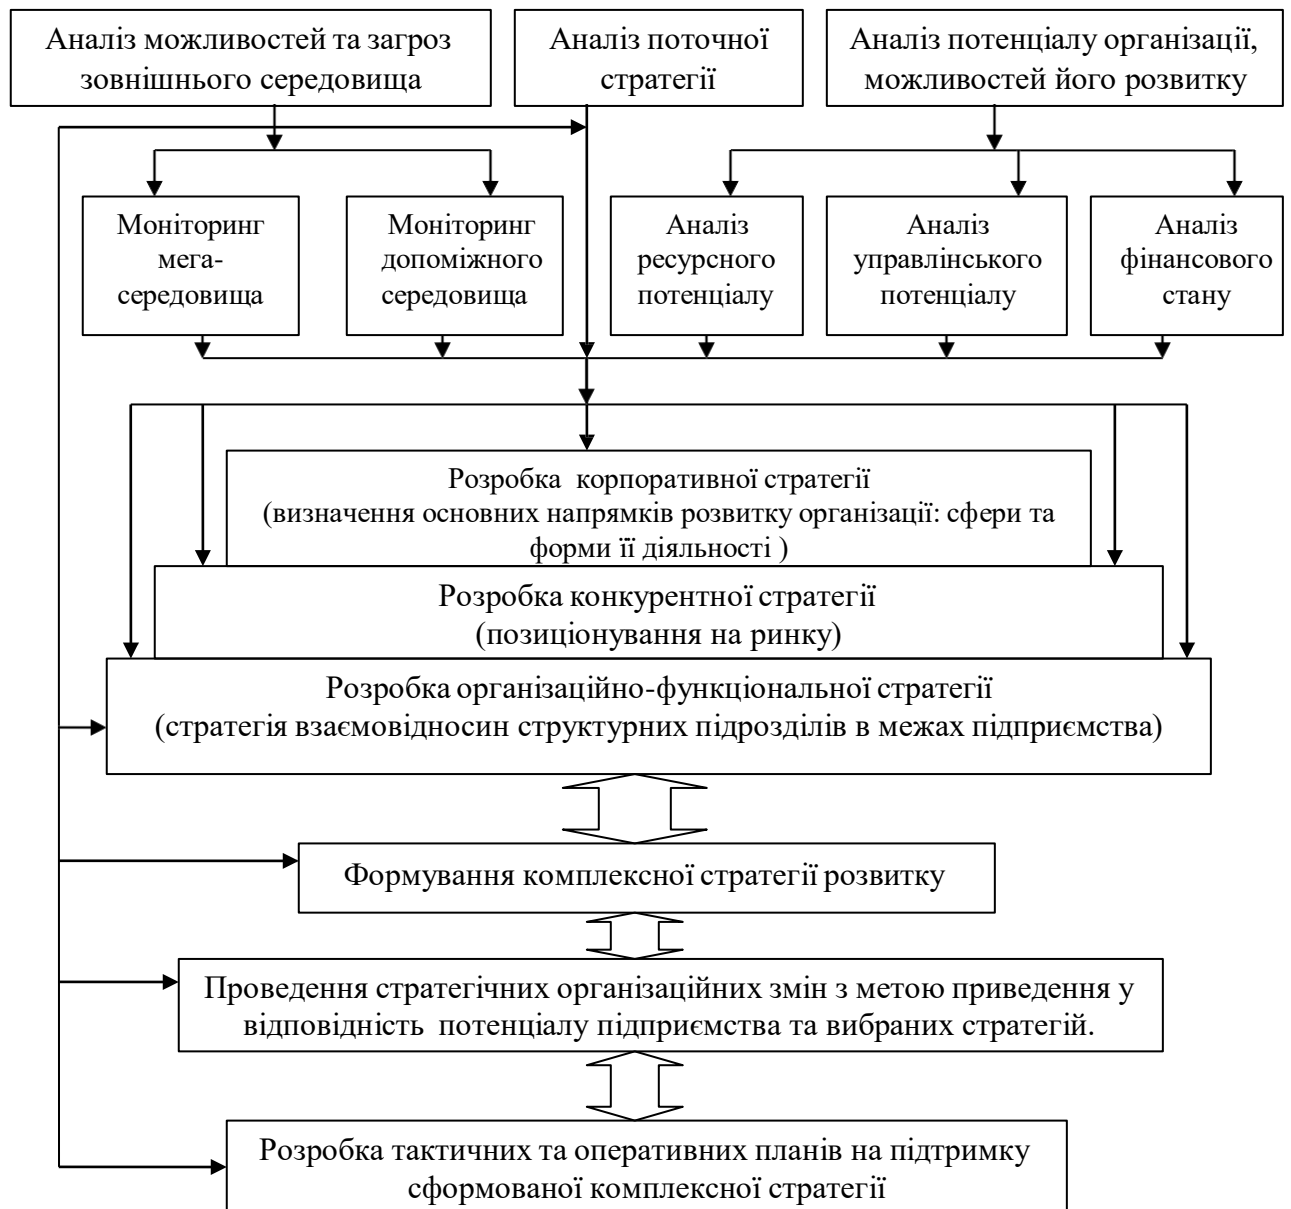 Аналіз можливостей та загроз
зовнішнього середовища
Аналіз поточної
стратегії
Аналіз потенціалу організації,
можливостей його розвитку
Моніторинг
мега-
середовища
Моніторинг
допоміжного
середовища
Аналіз
ресурсного
потенціалу
Аналіз
управлінського
потенціалу
Аналіз
фінансового
стану
Розробка корпоративної стратегії
(визначення основних напрямків розвитку організації: сфери та
форми її діяльності )
Розробка конкурентної стратегії
(позиціонування на ринку)
Розробка організаційно-функціональної стратегії
(стратегія взаємовідносин структурних підрозділів в межах підприємства)
Формування комплексної стратегії розвитку
Проведення стратегічних організаційних змін з метою приведення у
відповідність потенціалу підприємства та вибраних стратегій.
Розробка тактичних та оперативних планів на підтримку
сформованої комплексної стратегії